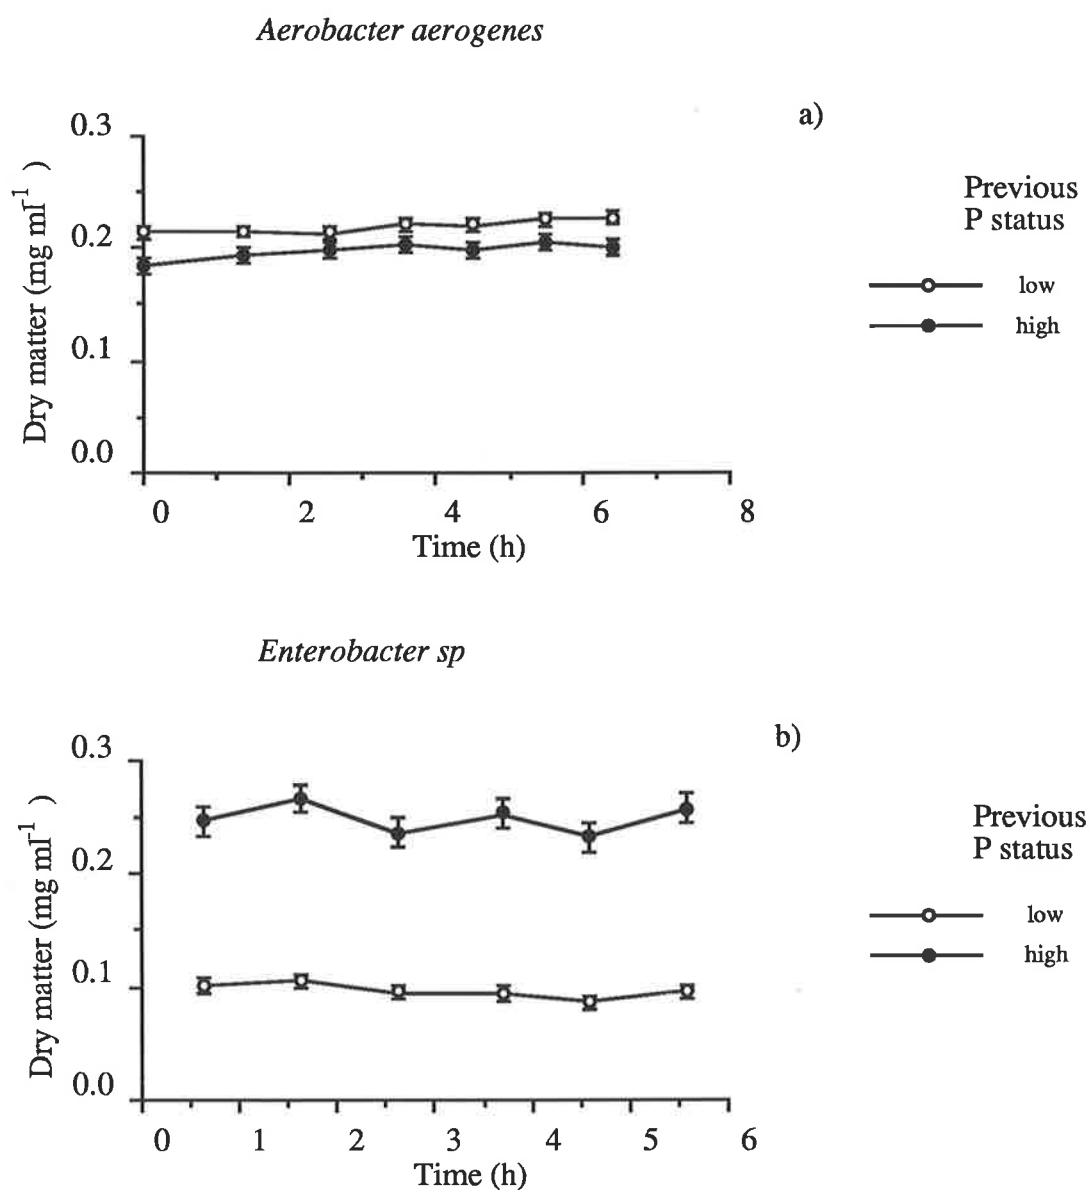 Aerobacter aerogenes
a)
0.3
0.2
0.1
0.0
Dry matter (mg ml-1 )
0 2 4 6 8
Time (h)
Previous
P status
low
high
Enterobacter sp
b)
0.3
0.2
0.1
0.0
Dry matter (mg ml-1 )
0 1 2 3 4 5 6
Time (h)
Previous
P status
low
high